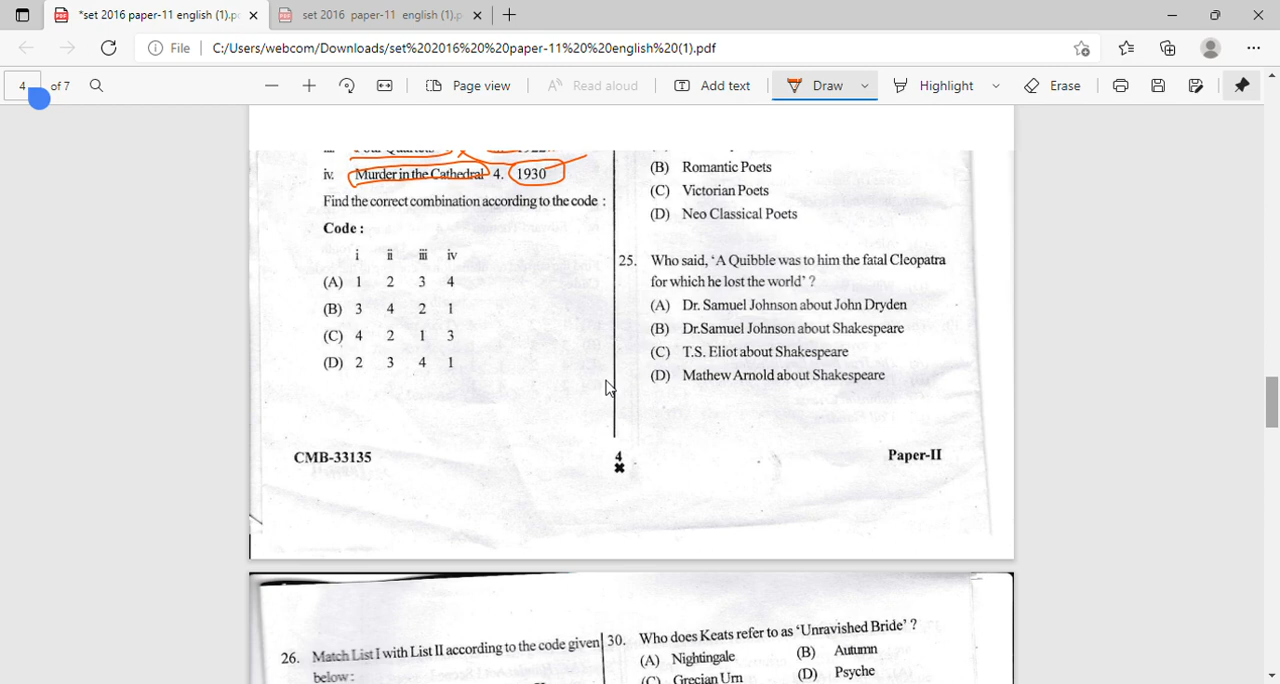 *set 2016 paper-11 english (1).p
set 2016 paper-11 english (1).p
File
C:/Users/webcom/Downloads/set%202016%20%20paper-11%20%20english%20(1).pdf
4 of 7
Page view
Read aloud
Add text
Draw
Highlight
Erase
iv. Murder in the Cathedral 4. 1930
Find the correct combination according to the code :
Code :
i ii iii iv
(A) 1 2 3 4
(B) 3 4 2 1
(C) 4 2 1 3
(D) 2 3 4 1
(B) Romantic Poets
(C) Victorian Poets
(D) Neo Classical Poets
25. Who said, ‘A Quibble was to him the fatal Cleopatra
for which he lost the world’ ?
(A) Dr. Samuel Johnson about John Dryden
(B) Dr.Samuel Johnson about Shakespeare
(C) T.S. Eliot about Shakespeare
(D) Mathew Arnold about Shakespeare
CMB-33135
4
Paper-II
26. Match List I with List II according to the code given
below:
30. Who does Keats refer to as ‘Unravished Bride’ ?
(A) Nightingale (B) Autumn
(C) Grecian Urn (D) Psyche